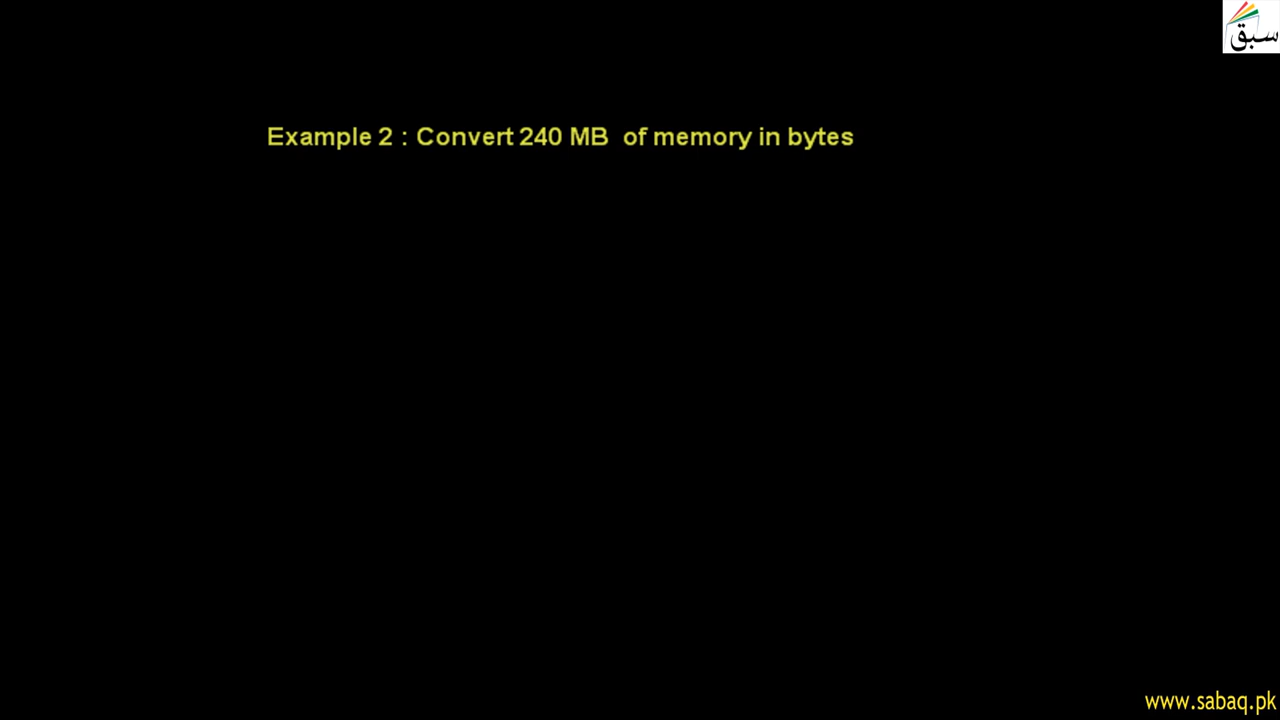 سبق
Example 2 : Convert 240 MB of memory in bytes
www.sabaq.pk